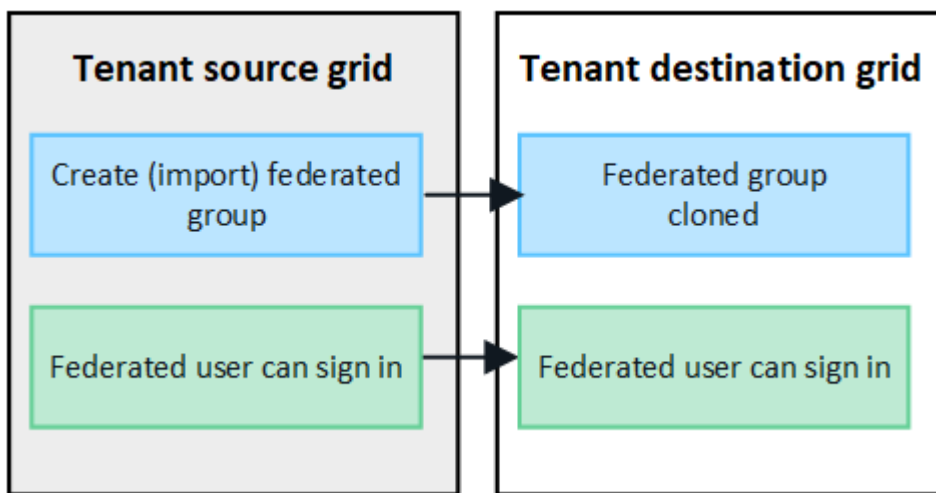 Tenant source grid
Create (import) federated
group
Federated user can sign in
Tenant destination grid
Federated group
cloned
Federated user can sign in